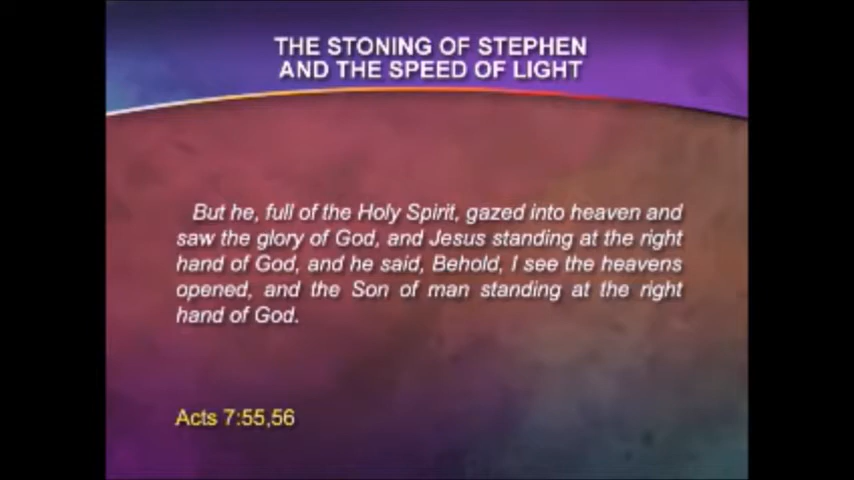 THE STONING OF STEPHEN
AND THE SPEED OF LIGHT
But he, full of the Holy Spirit, gazed into heaven and
saw the glory of God, and Jesus standing at the right
hand of God, and he said, Behold, I see the heavens
opened, and the Son of man standing at the right
hand of God.
Acts 7:55,56